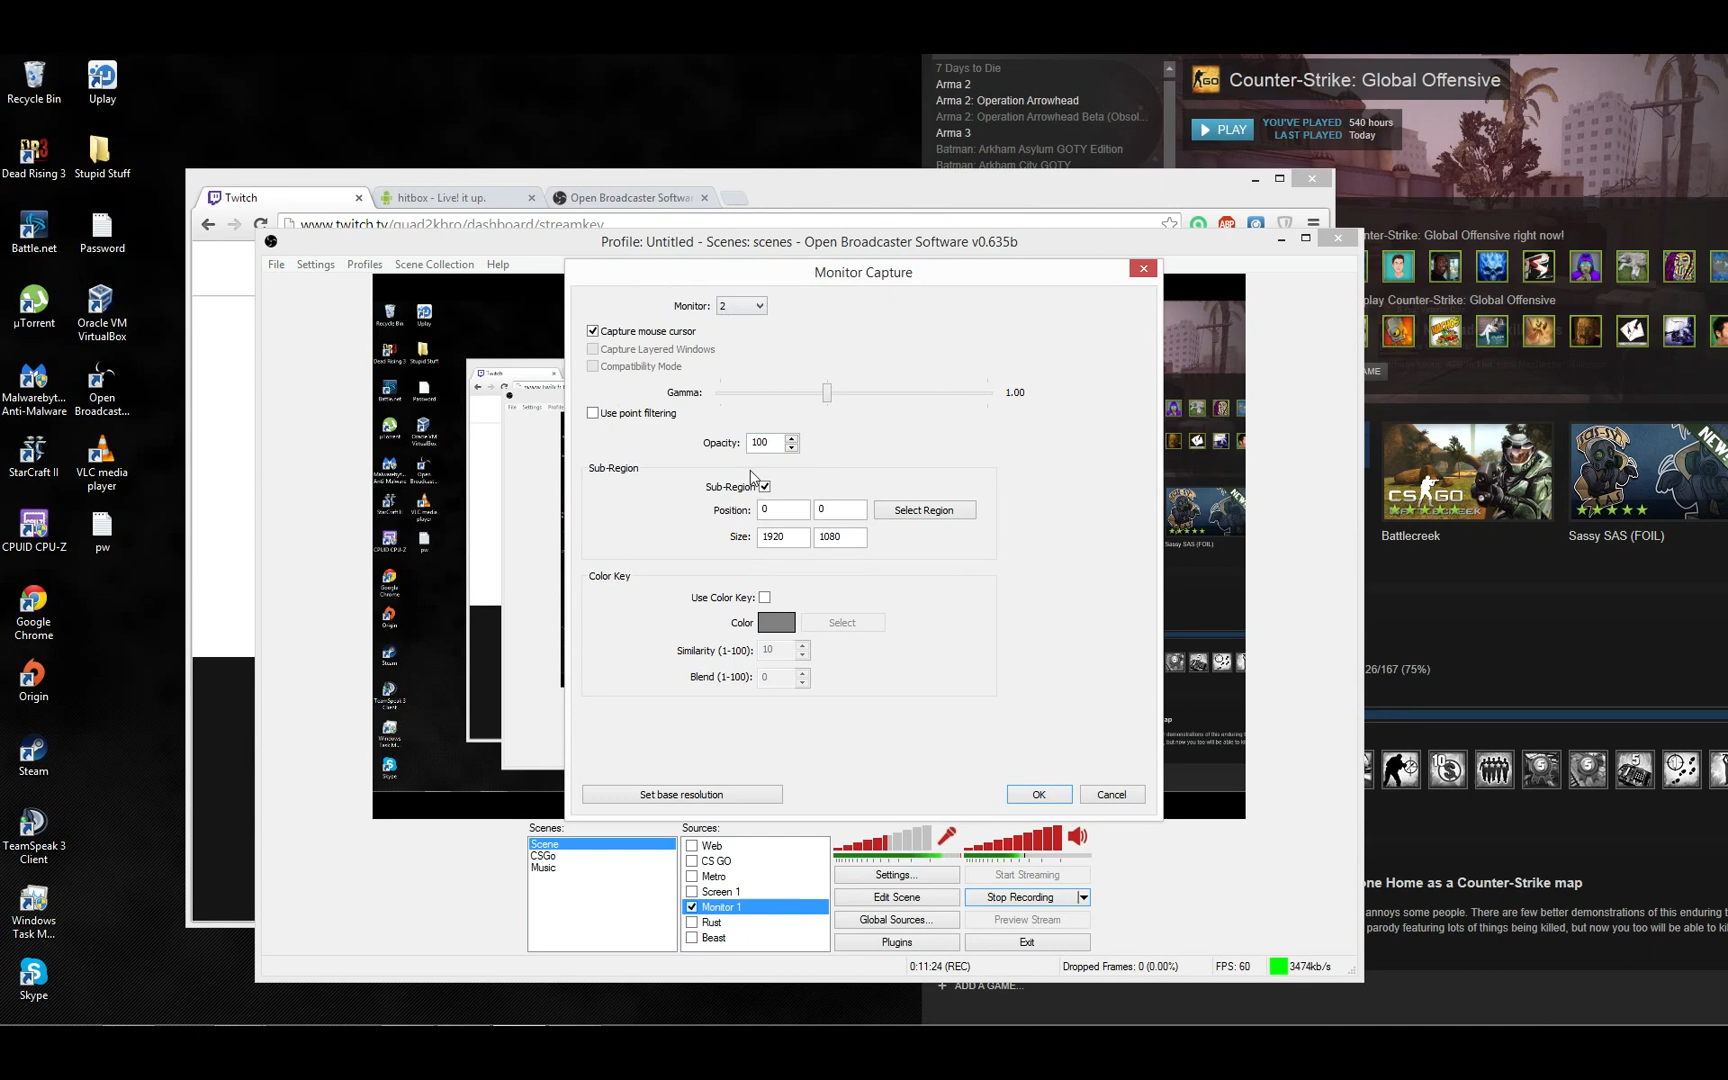 Recycle Bin
Uplay
Dead Rising 3
Stupid Stuff
Battle.net
Password
µTorrent
Oracle VM
VirtualBox
Malwarebyt...
Anti-Malware
Open
Broadcast...
StarCraft II
VLC media
player
CPUID CPU-Z
pw
Google
Chrome
Origin
Steam
TeamSpeak 3
Client
Windows
Task M...
Skype
7 Days to Die
Arma 2
Arma 2: Operation Arrowhead
Arma 2: Operation Arrowhead Beta (Obsol...
Arma 3
Batman: Arkham Asylum GOTY Edition
Batman: Arkham City GOTY
Counter-Strike: Global Offensive
PLAY
YOU'VE PLAYED 540 hours
LAST PLAYED Today
Twitch
hitbox - Live! it up.
Open Broadcaster Softwa
www.twitch.tv/quad2kbro/dashboard/streamkey
Profile: Untitled - Scenes: scenes - Open Broadcaster Software v0.635b
File Settings Profiles Scene Collection Help
Monitor Capture
Monitor: 2
Capture mouse cursor
Capture Layered Windows
Compatibility Mode
Gamma: 1.00
Use point filtering
Opacity: 100
Sub-Region
Sub-Region
Position: 0 0 Select Region
Size: 1920 1080
Color Key
Use Color Key:
Color Select
Similarity (1-100): 10
Blend (1-100): 0
Set base resolution OK Cancel
Scenes:
Scene
CSGo
Music
Sources:
Web
CS GO
Metro
Screen 1
Monitor 1
Rust
Beast
Settings... Start Streaming
Edit Scene Stop Recording
Global Sources... Preview Stream
Plugins Exit
0:11:24 (REC) Dropped Frames: 0 (0.00%) FPS: 60 3474kb/s
nter-Strike: Global Offensive right now!
play Counter-Strike: Global Offensive
AME
CS GO
NEW
Battlecreek
Sassy SAS (FOIL)
26/167 (75%)
one Home as a Counter-Strike map
annoys some people. There are few better demonstrations of this enduring t
parody featuring lots of things being killed, but now you too will be able to ki
+ ADD A GAME...